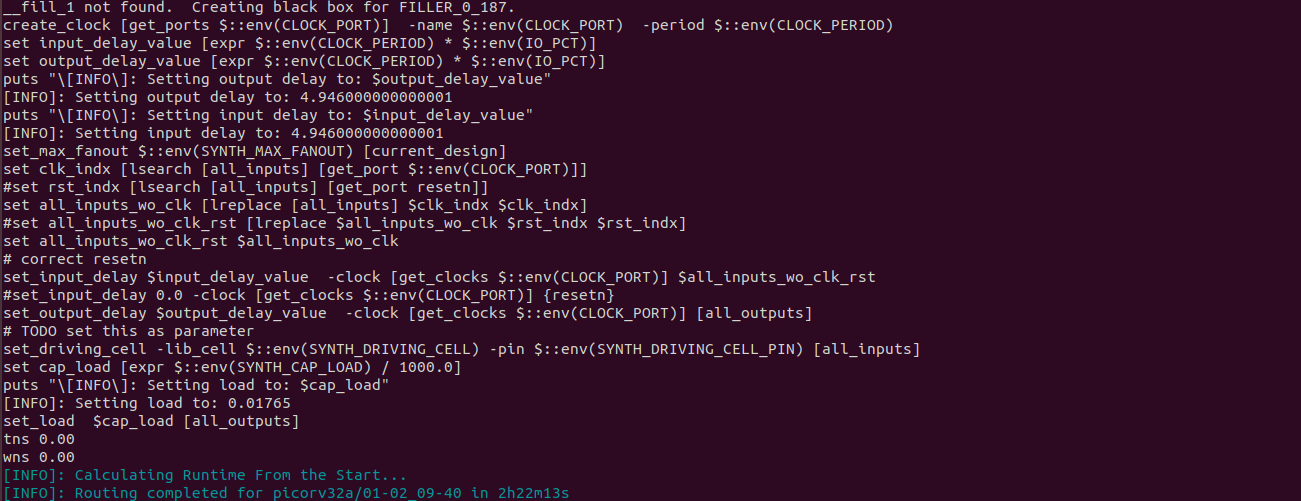 __fill_1 not found.  Creating black box for FILLER_0_187.
create_clock [get_ports $::env(CLOCK_PORT)]  -name $::env(CLOCK_PORT)  -period $::env(CLOCK_PERIOD)
set input_delay_value [expr $::env(CLOCK_PERIOD) * $::env(IO_PCT)]
set output_delay_value [expr $::env(CLOCK_PERIOD) * $::env(IO_PCT)]
puts "\[INFO\]: Setting output delay to: $output_delay_value"
[INFO]: Setting output delay to: 4.946000000000001
puts "\[INFO\]: Setting input delay to: $input_delay_value"
[INFO]: Setting input delay to: 4.946000000000001
set_max_fanout $::env(SYNTH_MAX_FANOUT) [current_design]
set clk_indx [lsearch [all_inputs] [get_port $::env(CLOCK_PORT)]]
#set rst_indx [lsearch [all_inputs] [get_port resetn]]
set all_inputs_wo_clk [lreplace [all_inputs] $clk_indx $clk_indx]
#set all_inputs_wo_clk_rst [lreplace $all_inputs_wo_clk $rst_indx $rst_indx]
set all_inputs_wo_clk_rst $all_inputs_wo_clk
# correct resetn
set_input_delay $input_delay_value  -clock [get_clocks $::env(CLOCK_PORT)] $all_inputs_wo_clk_rst
#set_input_delay 0.0 -clock [get_clocks $::env(CLOCK_PORT)] {resetn}
set_output_delay $output_delay_value  -clock [get_clocks $::env(CLOCK_PORT)] [all_outputs]
# TODO set this as parameter
set_driving_cell -lib_cell $::env(SYNTH_DRIVING_CELL) -pin $::env(SYNTH_DRIVING_CELL_PIN) [all_inputs]
set cap_load [expr $::env(SYNTH_CAP_LOAD) / 1000.0]
puts "\[INFO\]: Setting load to: $cap_load"
[INFO]: Setting load to: 0.01765
set_load  $cap_load [all_outputs]
tns 0.00
wns 0.00
[INFO]: Calculating Runtime From the Start...
[INFO]: Routing completed for picorv32a/01-02_09-40 in 2h22m13s